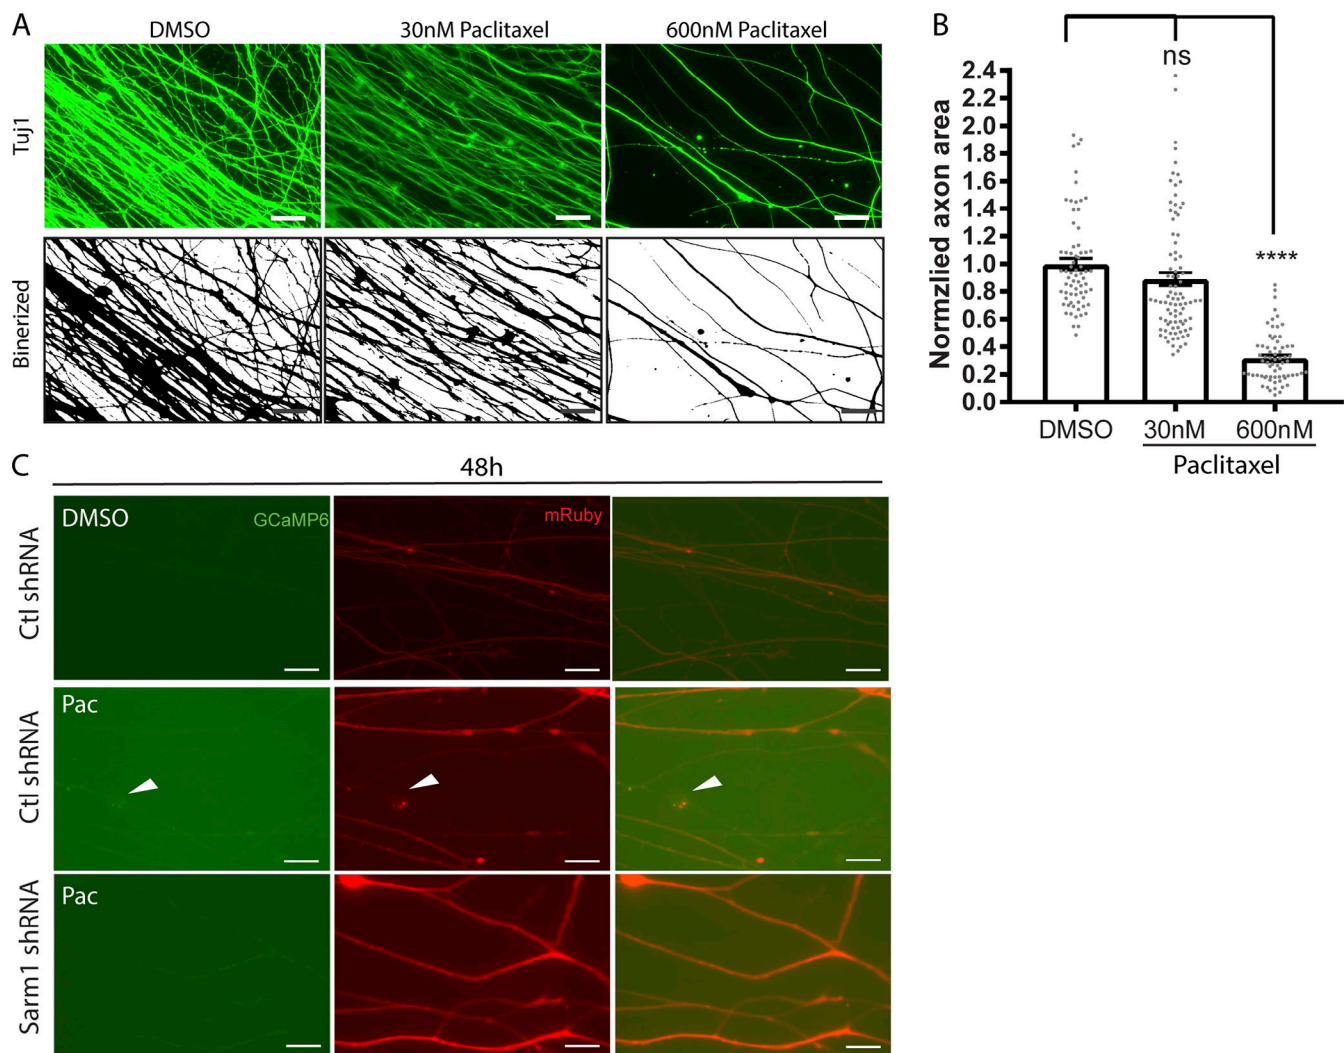 A
DMSO
30nM Paclitaxel
600nM Paclitaxel
Tuj1
Binerized
B
ns
****
Normzlied axon area
2.4
2.2
2.0
1.8
1.6
1.4
1.2
1.0
0.8
0.6
0.4
0.2
0.0
DMSO
30nM
600nM
Paclitaxel
C
48h
Ctl shRNA
DMSO
GCaMP6
mRuby
Ctl shRNA
Pac
Sarm1 shRNA
Pac